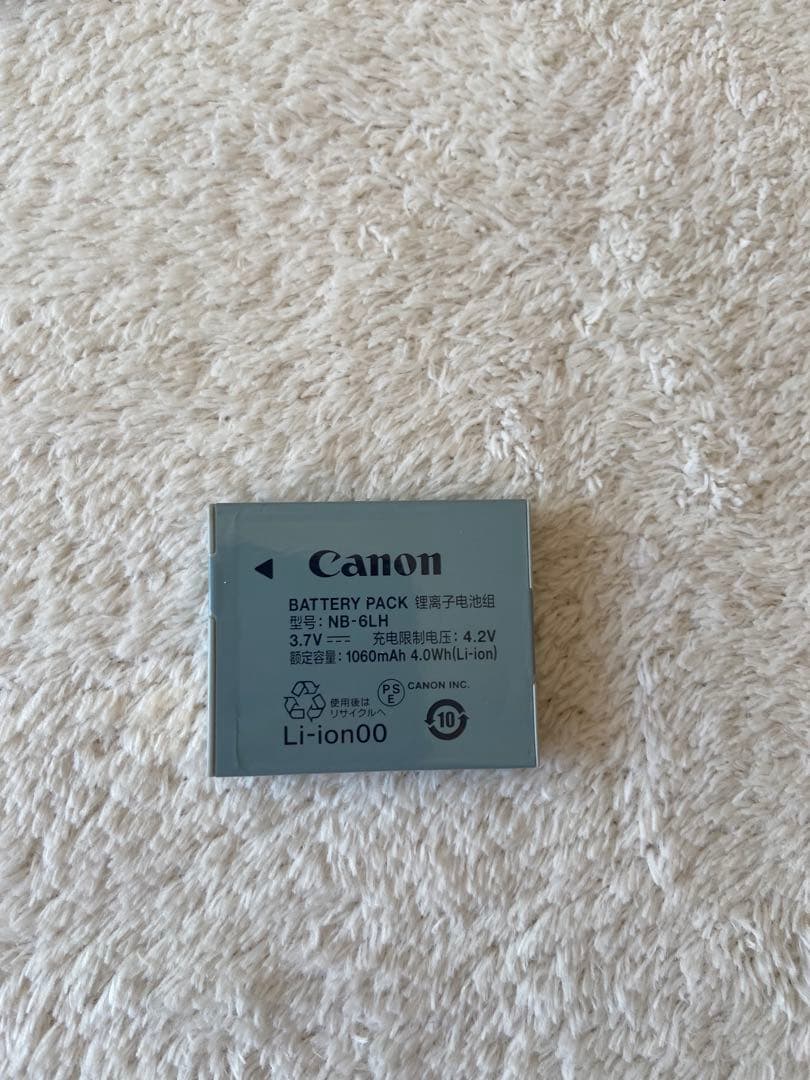 Canon
BATTERY PACK 锂离子电池组
型号: NB-6LH
3.7V 充电限制电压: 4.2V
额定容量: 1060mAh 4.0Wh(Li-ion)
使用後は
リサイクルへ
PSE CANON INC.
Li-ion00
10